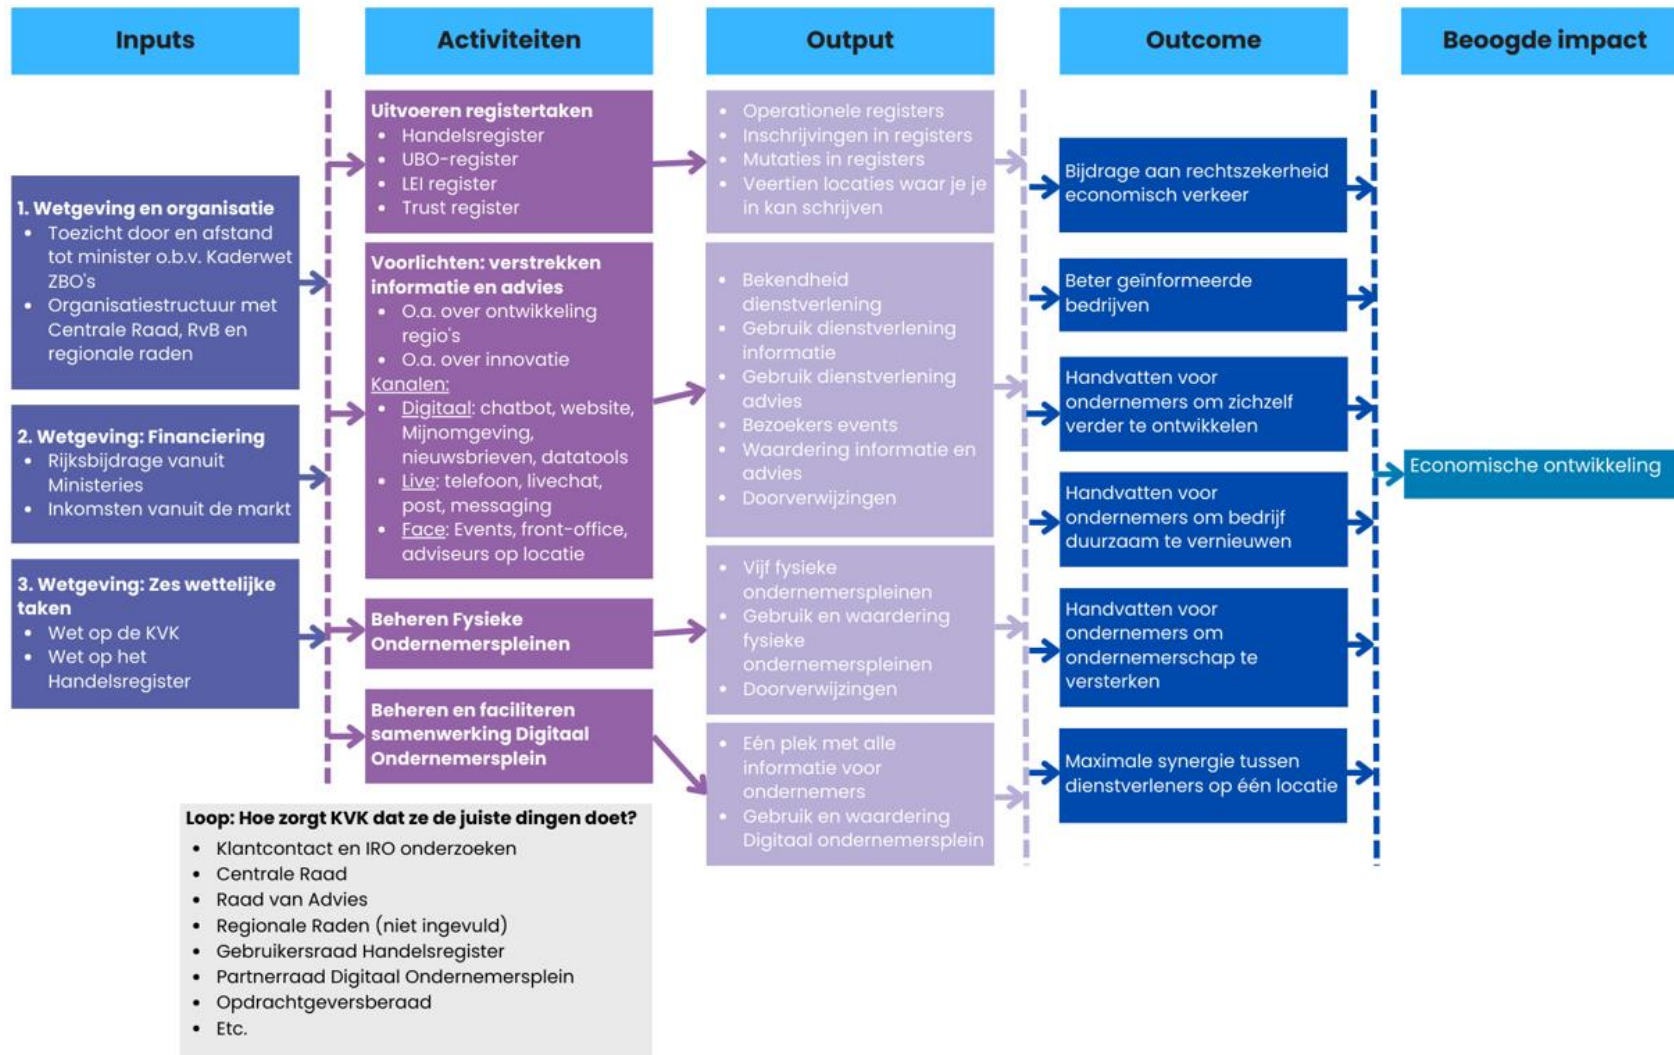 Inputs
Activiteiten
Output
Outcome
Beoogde impact
1. Wetgeving en organisatie
• Toezicht door en afstand
tot minister o.b.v. Kaderwet
ZBO's
• Organisatiestructuur met
Centrale Raad, RvB en
regionale raden
2. Wetgeving: Financiering
• Rijksbijdrage vanuit
Ministeries
• Inkomsten vanuit de markt
3. Wetgeving: Zes wettelijke
taken
• Wet op de KVK
• Wet op het
Handelsregister
Uitvoeren registertaken
• Handelsregister
• UBO-register
• LEI register
• Trust register
Voorlichten: verstrekken
informatie en advies
• O.a. over ontwikkeling
regio's
• O.a. over innovatie
Kanalen:
• Digitaal: chatbot, website,
Mijnomgeving,
nieuwsbrieven, datatools
• Live: telefoon, livechat,
post, messaging
• Face: Events, front-office,
adviseurs op locatie
Beheren Fysieke
Ondernemerspleinen
Beheren en faciliteren
samenwerking Digitaal
Ondernemersplein
• Operationele registers
• Inschrijvingen in registers
• Mutaties in registers
• Veertien locaties waar je je
in kan schrijven
• Bekendheid
dienstverlening
• Gebruik dienstverlening
informatie
• Gebruik dienstverlening
advies
• Bezoekers events
• Waardering informatie en
advies
• Doorverwijzingen
• Vijf fysieke
ondernemerspleinen
• Gebruik en waardering
fysieke
ondernemerspleinen
• Doorverwijzingen
• Eén plek met alle
informatie voor
ondernemers
• Gebruik en waardering
Digitaal ondernemersplein
Bijdrage aan rechtszekerheid
economisch verkeer
Beter geïnformeerde
bedrijven
Handvatten voor
ondernemers om zichzelf
verder te ontwikkelen
Handvatten voor
ondernemers om bedrijf
duurzaam te vernieuwen
Handvatten voor
ondernemers om
ondernemerschap te
versterken
Maximale synergie tussen
dienstverleners op één locatie
Economische ontwikkeling
Loop: Hoe zorgt KVK dat ze de juiste dingen doet?
• Klantcontact en IRO onderzoeken
• Centrale Raad
• Raad van Advies
• Regionale Raden (niet ingevuld)
• Gebruikersraad Handelsregister
• Partnerraad Digitaal Ondernemersplein
• Opdrachtgeversberaad
• Etc.